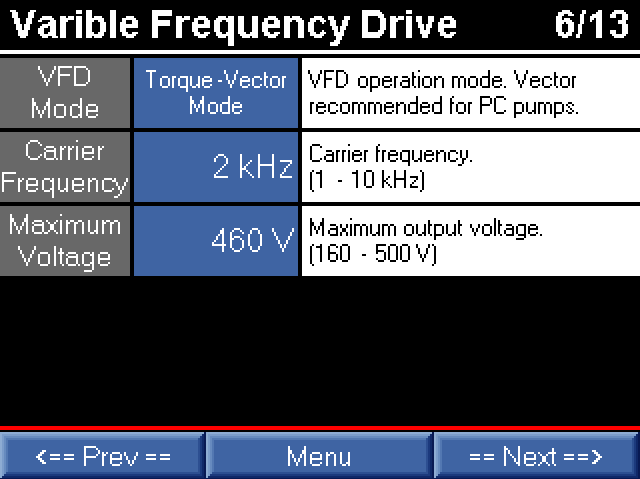 Varible Frequency Drive 6/13
VFD
Mode
Torque-Vector
Mode
VFD operation mode. Vector
recommended for PC pumps.
Carrier
Frequency
2 kHz
Carrier frequency.
(1 - 10 kHz)
Maximum
Voltage
460 V
Maximum output voltage.
(160 - 500 V)
<== Prev == Menu == Next ==>